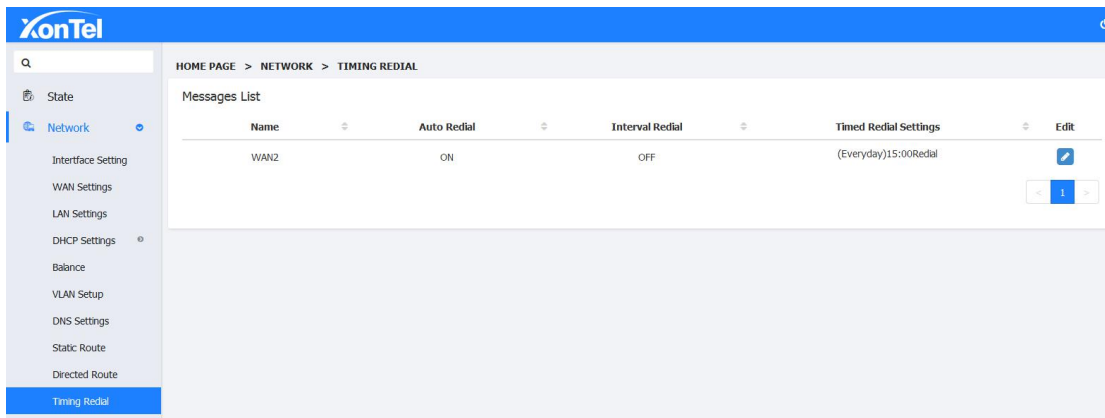 XonTel
HOME PAGE > NETWORK > TIMING REDIAL
State
Messages List
Network
Name Auto Redial Interval Redial Timed Redial Settings Edit
WAN2 ON OFF (Everyday)15:00Redial
Intertface Setting
WAN Settings
< 1 >
LAN Settings
DHCP Settings
Balance
VLAN Setup
DNS Settings
Static Route
Directed Route
Timing Redial